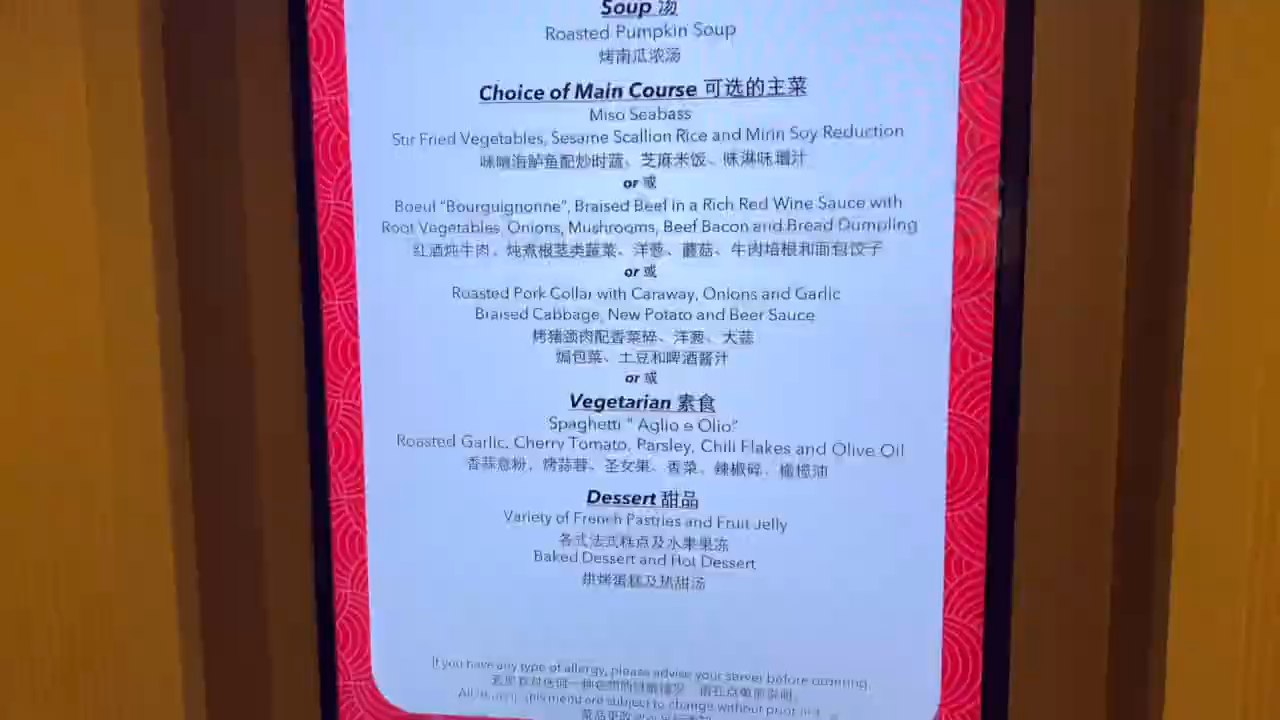 Soup 汤
Roasted Pumpkin Soup
烤南瓜浓汤
Choice of Main Course 可选的主菜
Miso Seabass
Stir Fried Vegetables, Sesame Scallion Rice and Mirin Soy Reduction
味噌海鲈鱼配炒时蔬、芝麻米饭、味淋味噌汁
or 或
Boeuf "Bourguignonne", Braised Beef in a Rich Red Wine Sauce with
Root Vegetables, Onions, Mushrooms, Beef Bacon and Bread Dumpling
红酒炖牛肉、炖煮根茎类蔬菜、洋葱、蘑菇、牛肉培根和面包饺子
or 或
Roasted Pork Collar with Caraway, Onions and Garlic
Braised Cabbage, New Potato and Beer Sauce
烤猪颈肉配香菜碎、洋葱、大蒜
焗包菜、土豆和啤酒酱汁
or 或
Vegetarian 素食
Spaghetti "Aglio e Olio"
Roasted Garlic, Cherry Tomato, Parsley, Chili Flakes and Olive Oil
香蒜意粉、烤蒜蓉、圣女果、香菜、辣椒碎、橄榄油
Dessert 甜品
Variety of French Pastries and Fruit Jelly
各式法式糕点及水果果冻
Baked Dessert and Hot Dessert
烘烤蛋糕及热甜汤
If you have any type of allergy, please advise your server before ordering.
All on this menu are subject to change without prior